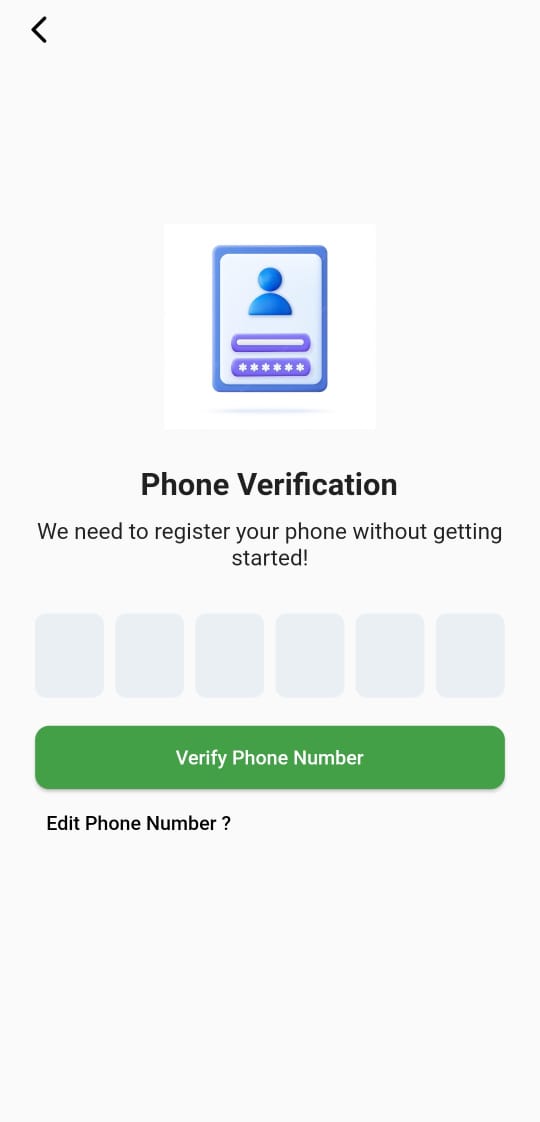 ******
Phone Verification
We need to register your phone without getting
started!
Verify Phone Number
Edit Phone Number ?